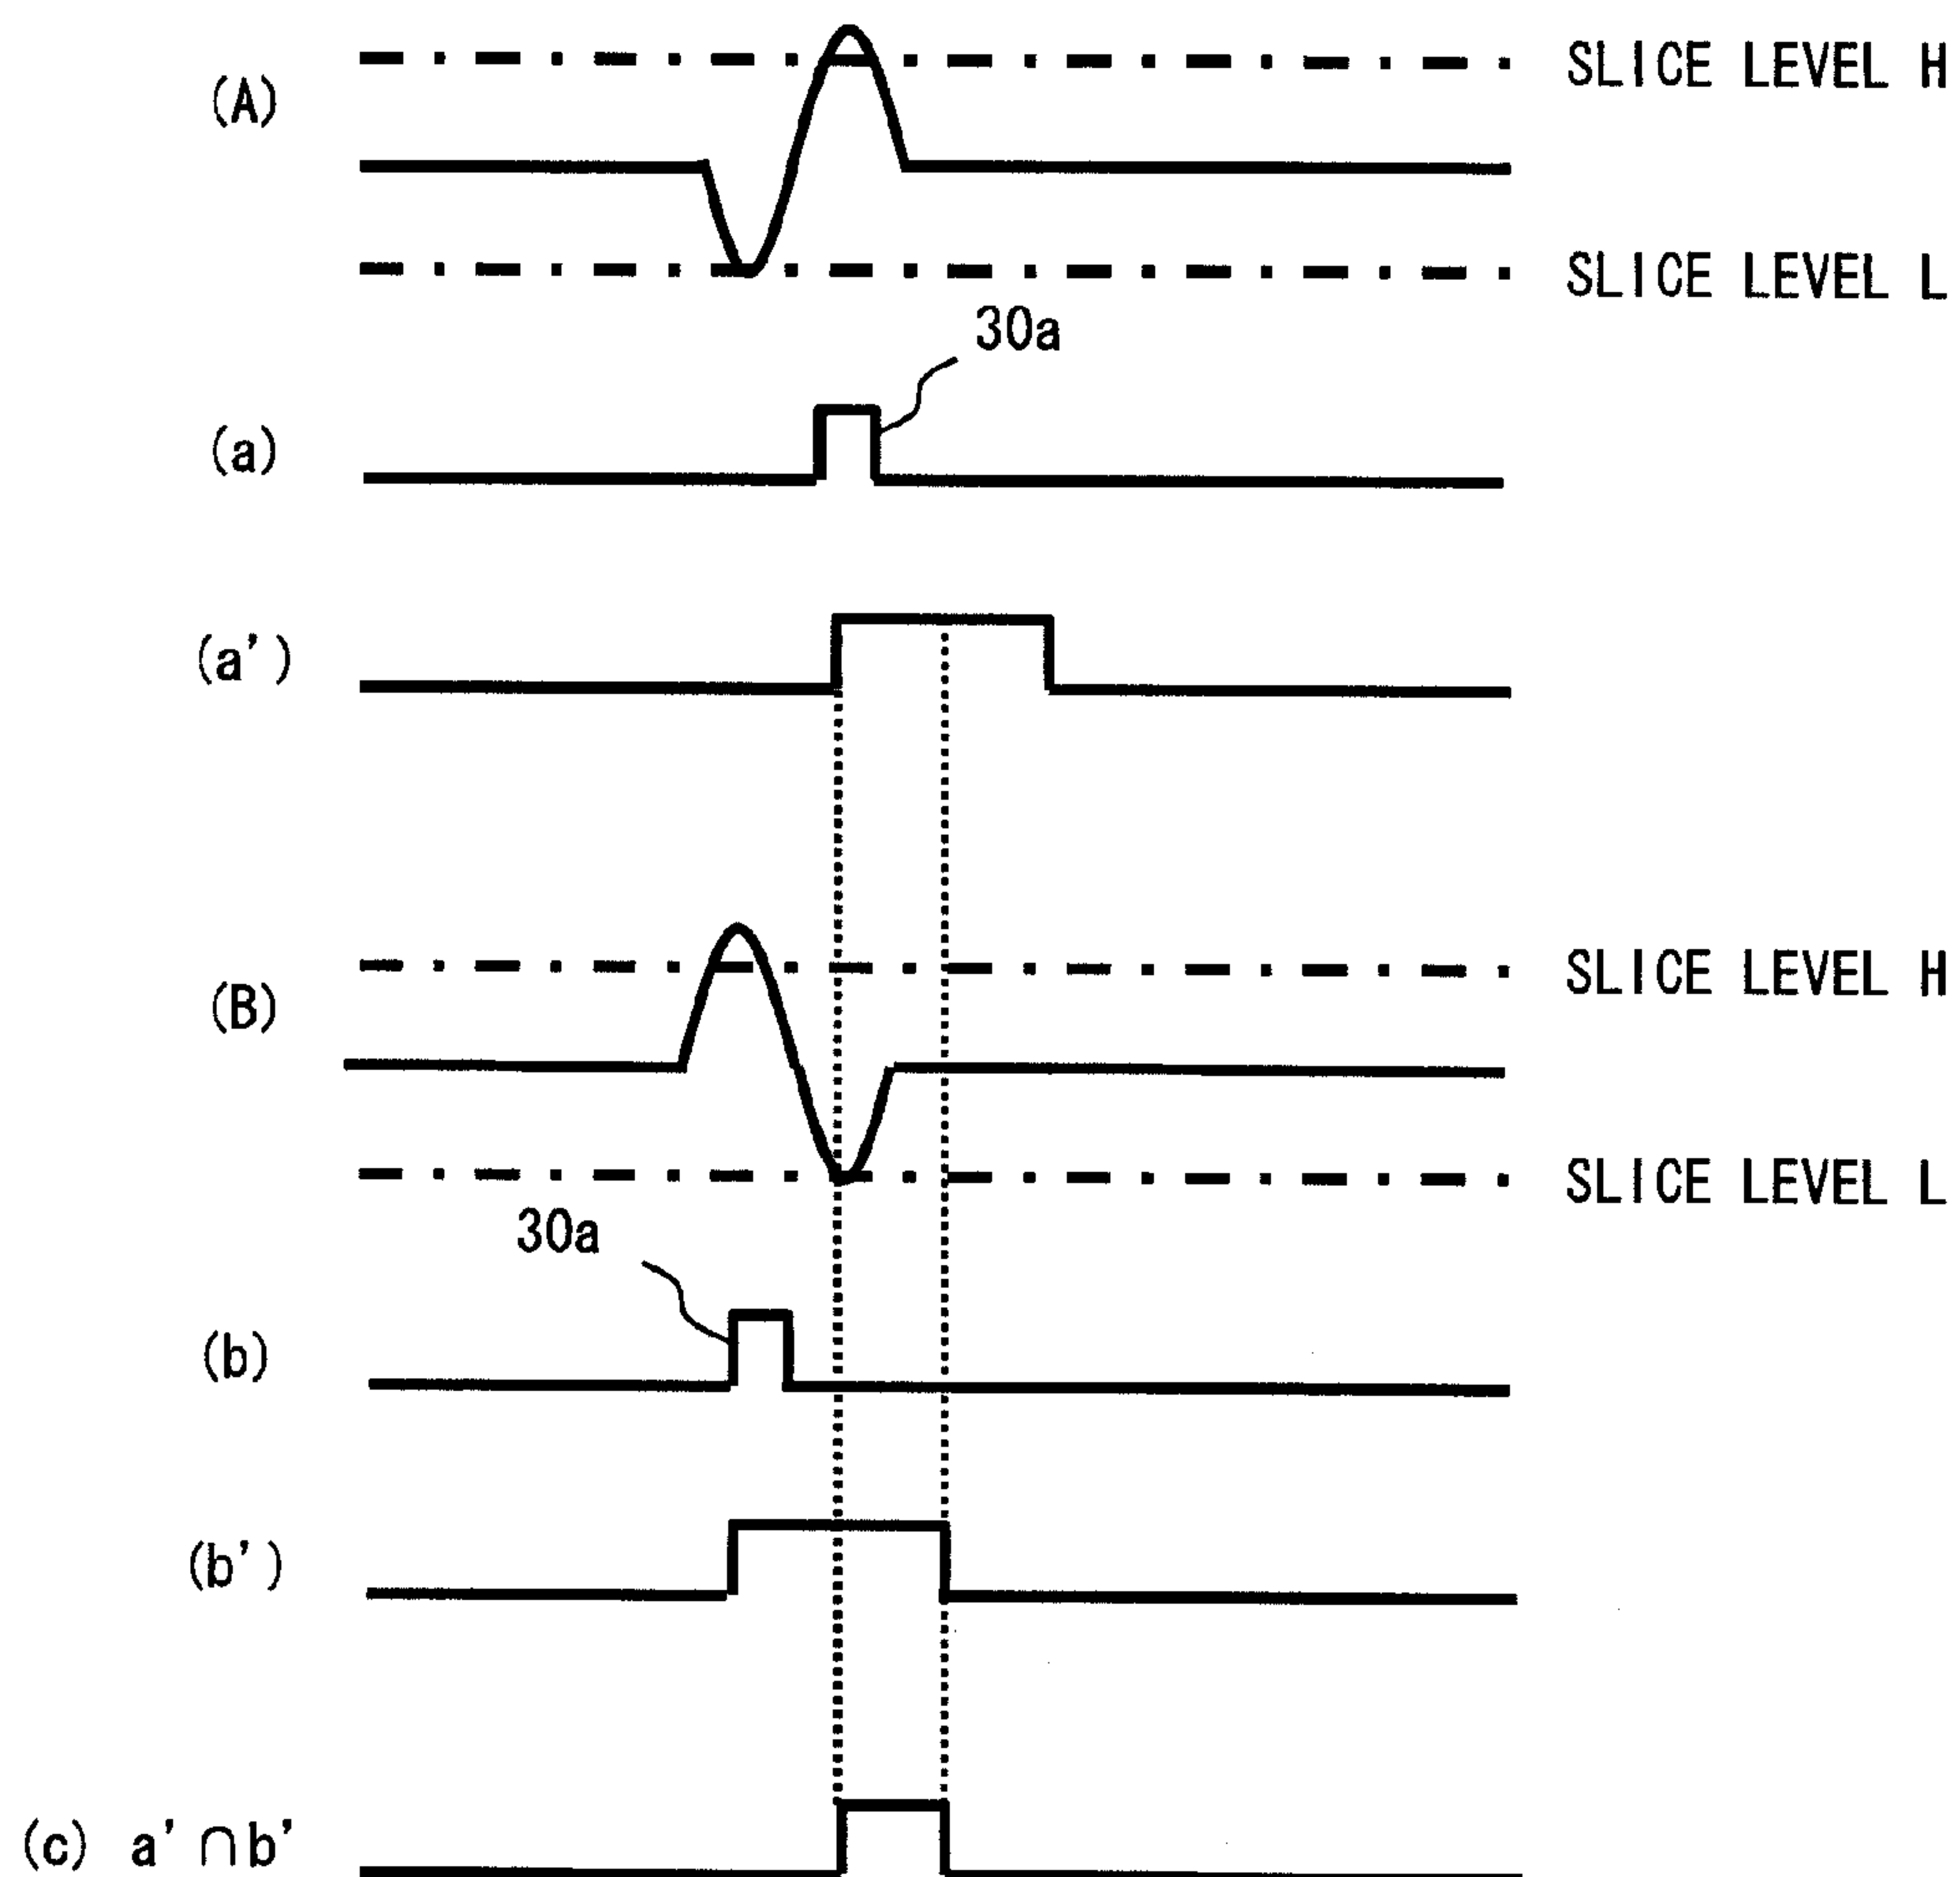 SLICE LEVEL H
(A)
SLICE LEVEL L
30a
(a)
(a')
SLICE LEVEL H
(B)
SLICE LEVEL L
30a
(b)
(b')
(c) a'∩b'